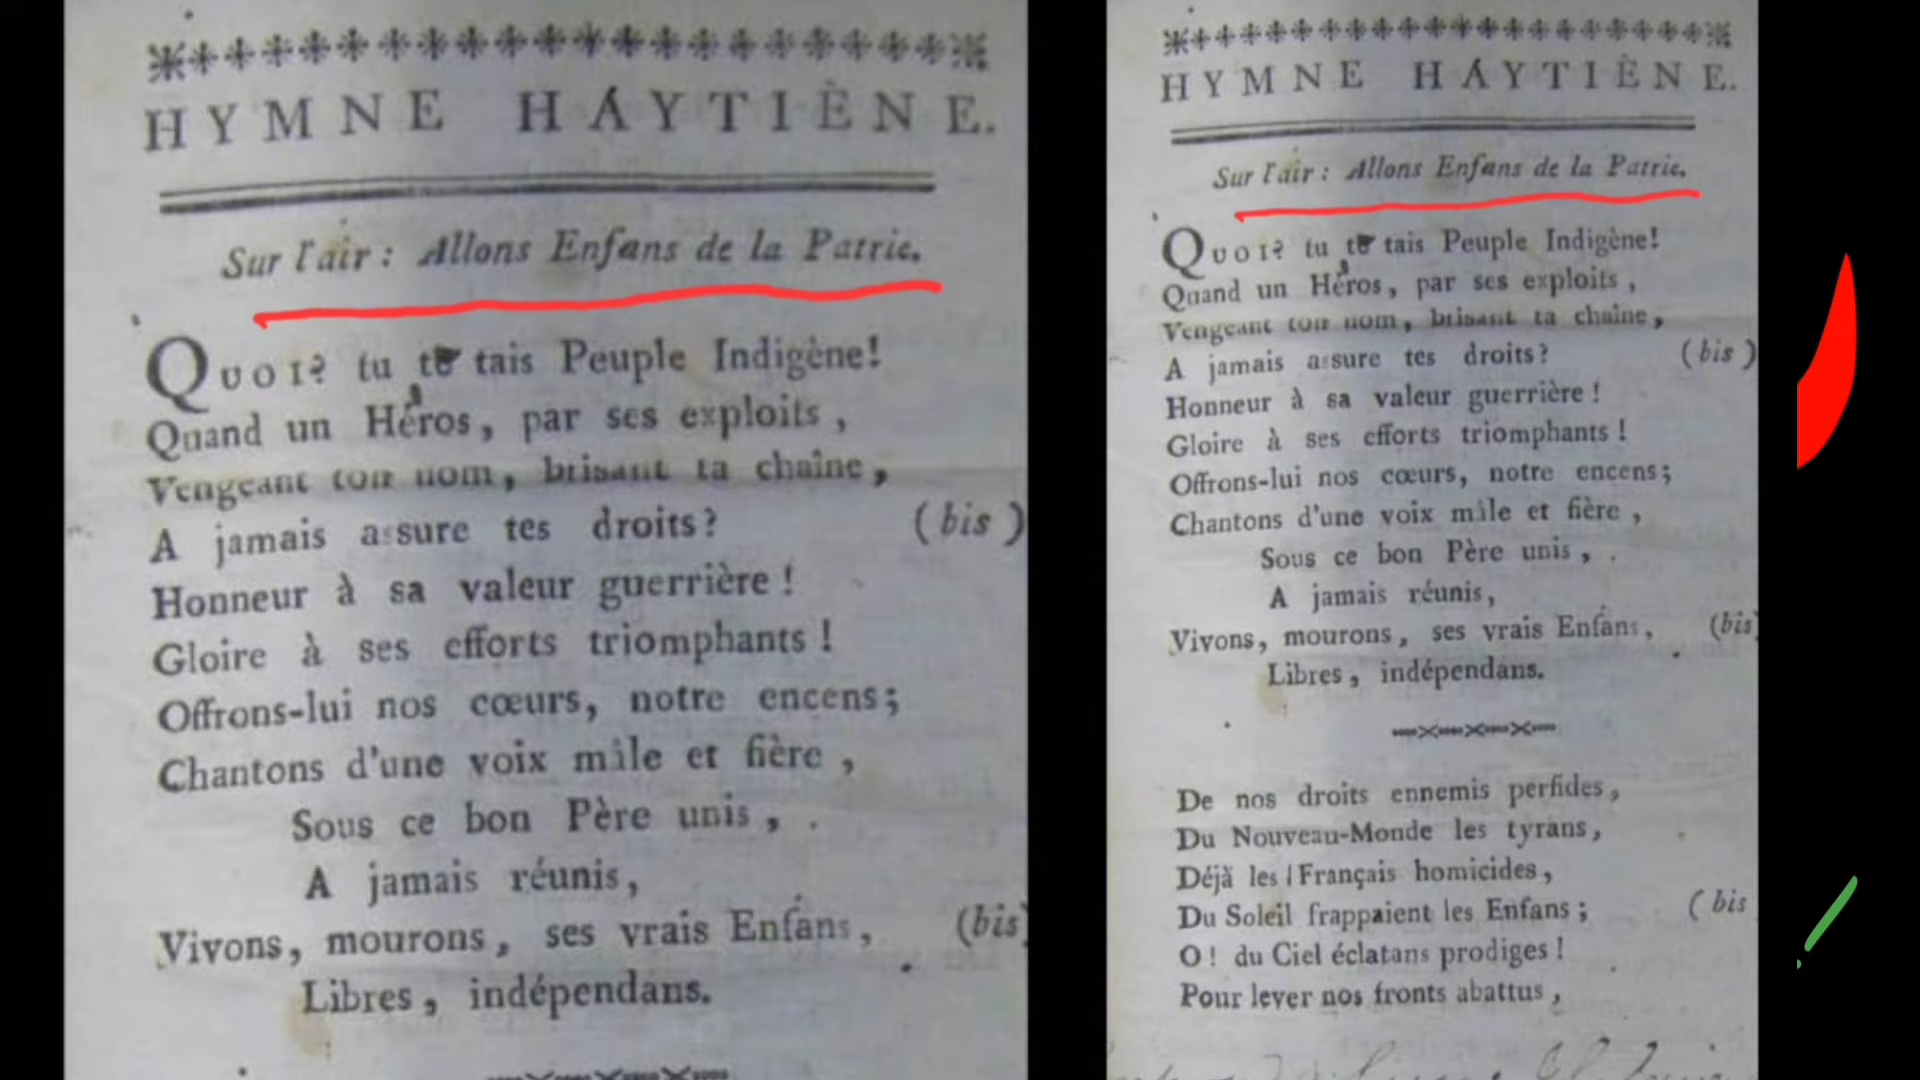 HYMNE HÁYTIÈNE.
Sur l'air : Allons Enfans de la Patrie.
QUOI? tu te tais Peuple Indigène!
Quand un Héros, par ses exploits,
Vengeant ton nom, brisant ta chaîne,
A jamais assure tes droits? (bis)
Honneur à sa valeur guerrière!
Gloire à ses efforts triomphants!
Offrons-lui nos cœurs, notre encens;
Chantons d'une voix mâle et fière,
Sous ce bon Père unis,
A jamais réunis,
Vivons, mourons, ses vrais Enfans, (bis)
Libres, indépendans.
HYMNE HÁYTIÈNE.
Sur l'air : Allons Enfans de la Patrie.
QUOI? tu te tais Peuple Indigène!
Quand un Héros, par ses exploits,
Vengeant ton nom, brisant ta chaîne,
A jamais assure tes droits? (bis)
Honneur à sa valeur guerrière!
Gloire à ses efforts triomphants!
Offrons-lui nos cœurs, notre encens;
Chantons d'une voix mâle et fière,
Sous ce bon Père unis,
A jamais réunis,
Vivons, mourons, ses vrais Enfans, (bis)
Libres, indépendans.
De nos droits ennemis perfides,
Du Nouveau-Monde les tyrans,
Déjà les Français homicides,
Du Soleil frappaient les Enfans; (bis
O! du Ciel éclatans prodiges!
Pour lever nos fronts abattus,